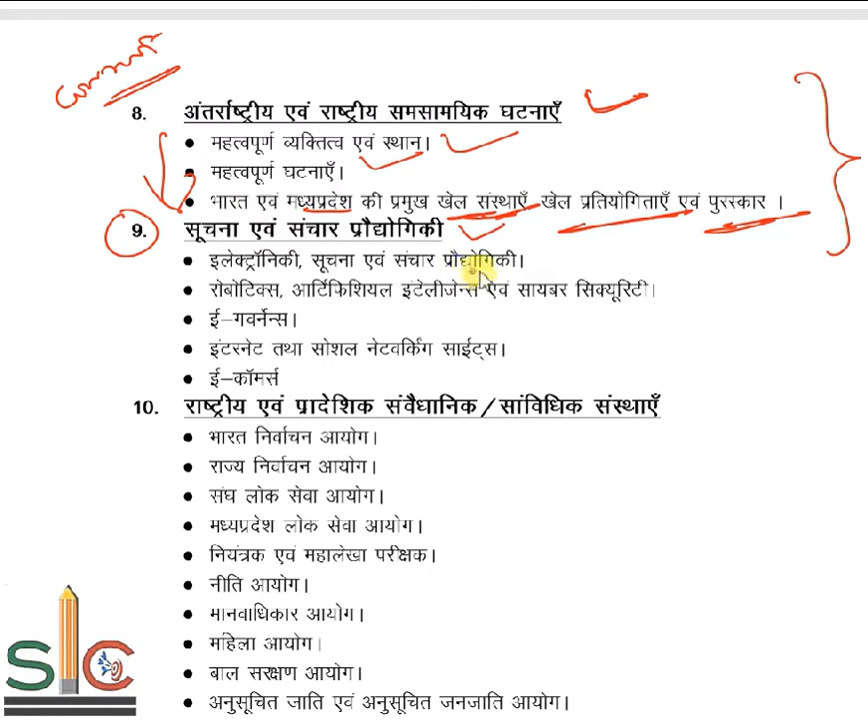 Current
8. अंतर्राष्ट्रीय एवं राष्ट्रीय समसामयिक घटनाएँ
● महत्वपूर्ण व्यक्तित्व एवं स्थान।
● महत्वपूर्ण घटनाएँ।
● भारत एवं मध्यप्रदेश की प्रमुख खेल संस्थाएँ खेल प्रतियोगिताएँ एवं पुरस्कार ।
9. सूचना एवं संचार प्रौद्योगिकी
● इलेक्ट्रॉनिकी, सूचना एवं संचार प्रौद्योगिकी।
● रोबोटिक्स, आर्टिफिशियल इंटेलीजेन्स एवं सायबर सिक्यूरिटी।
● ई–गवर्नेन्स।
● इंटरनेट तथा सोशल नेटवर्किंग साईट्स।
● ई–कॉमर्स
10. राष्ट्रीय एवं प्रादेशिक संवैधानिक/सांविधिक संस्थाएँ
● भारत निर्वाचन आयोग।
● राज्य निर्वाचन आयोग।
● संघ लोक सेवा आयोग।
● मध्यप्रदेश लोक सेवा आयोग।
● नियंत्रक एवं महालेखा परीक्षक।
● नीति आयोग।
● मानवाधिकार आयोग।
● महिला आयोग।
● बाल सरक्षण आयोग।
● अनुसूचित जाति एवं अनुसूचित जनजाति आयोग।
SIC